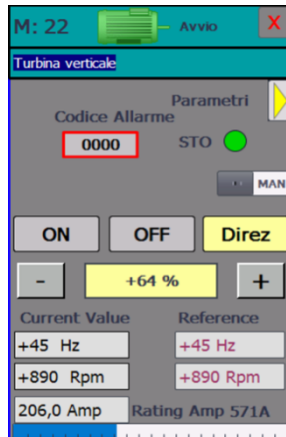 M: 22 Avvio X
Turbina verticale
Parametri
Codice Allarme
0000 STO
MAN
ON OFF Direz
- +64 % +
Current Value Reference
+45 Hz +45 Hz
+890 Rpm +890 Rpm
206,0 Amp Rating Amp 571A